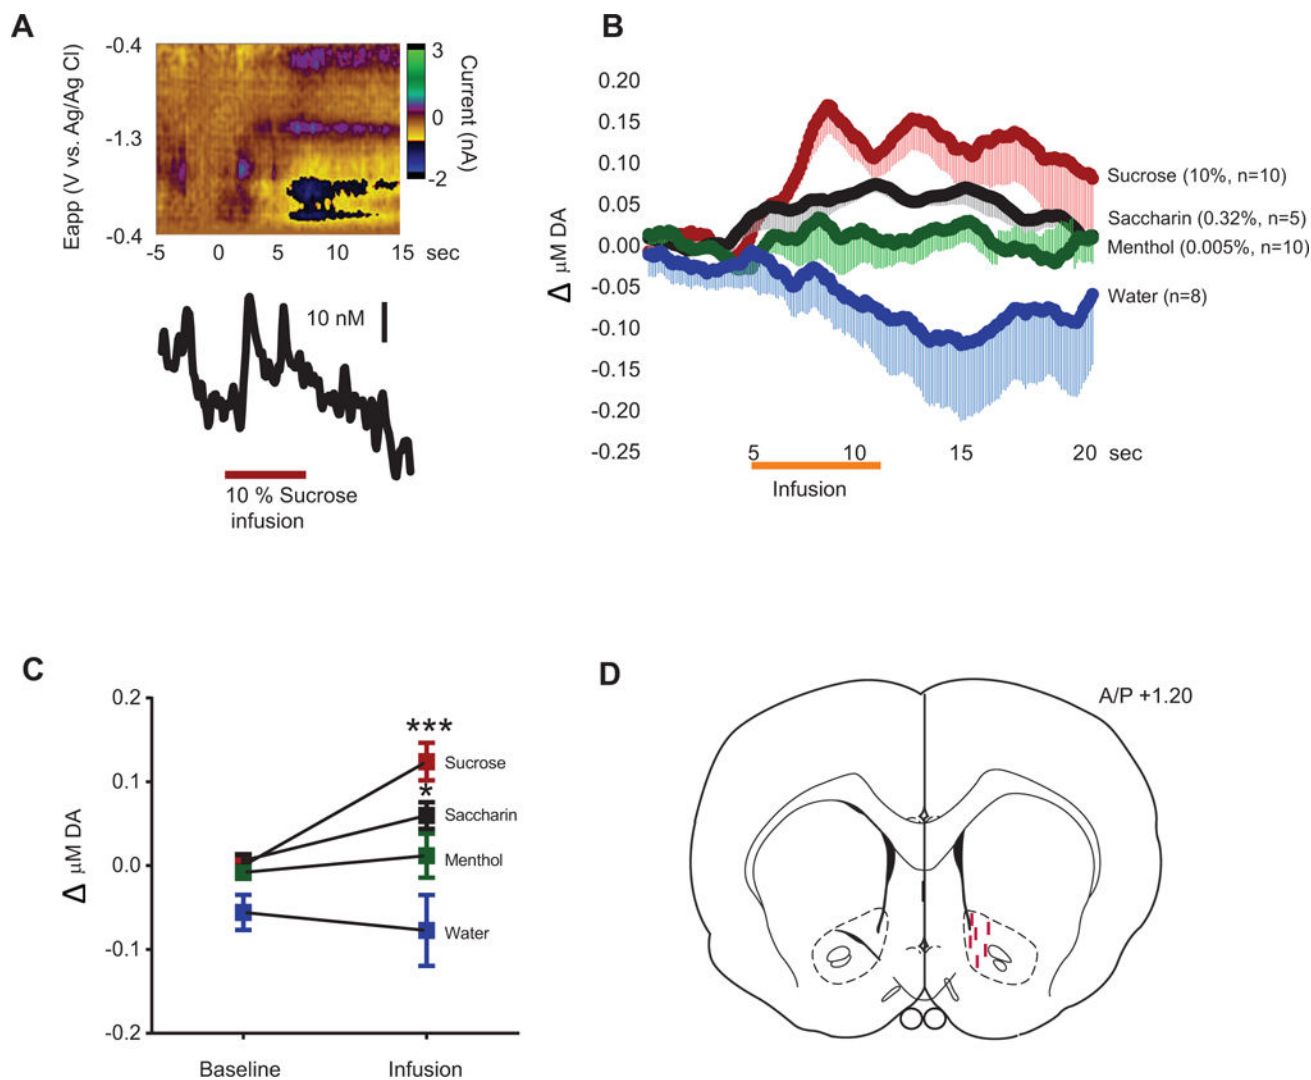 A
Eapp (V vs. Ag/Ag Cl)
-0.4
-1.3
-0.4
-5 0 5 10 15 sec
3
0
-2
Current (nA)
10 nM
10 % Sucrose
infusion
B
Δ μM DA
0.20
0.15
0.10
0.05
0.00
-0.05
-0.10
-0.15
-0.20
-0.25
Sucrose (10%, n=10)
Saccharin (0.32%, n=5)
Menthol (0.005%, n=10)
Water (n=8)
5 10 15 20 sec
Infusion
C
Δ μM DA
0.2
0.1
0.0
-0.1
-0.2
***
Sucrose
*
Saccharin
Menthol
Water
Baseline Infusion
D
A/P +1.20